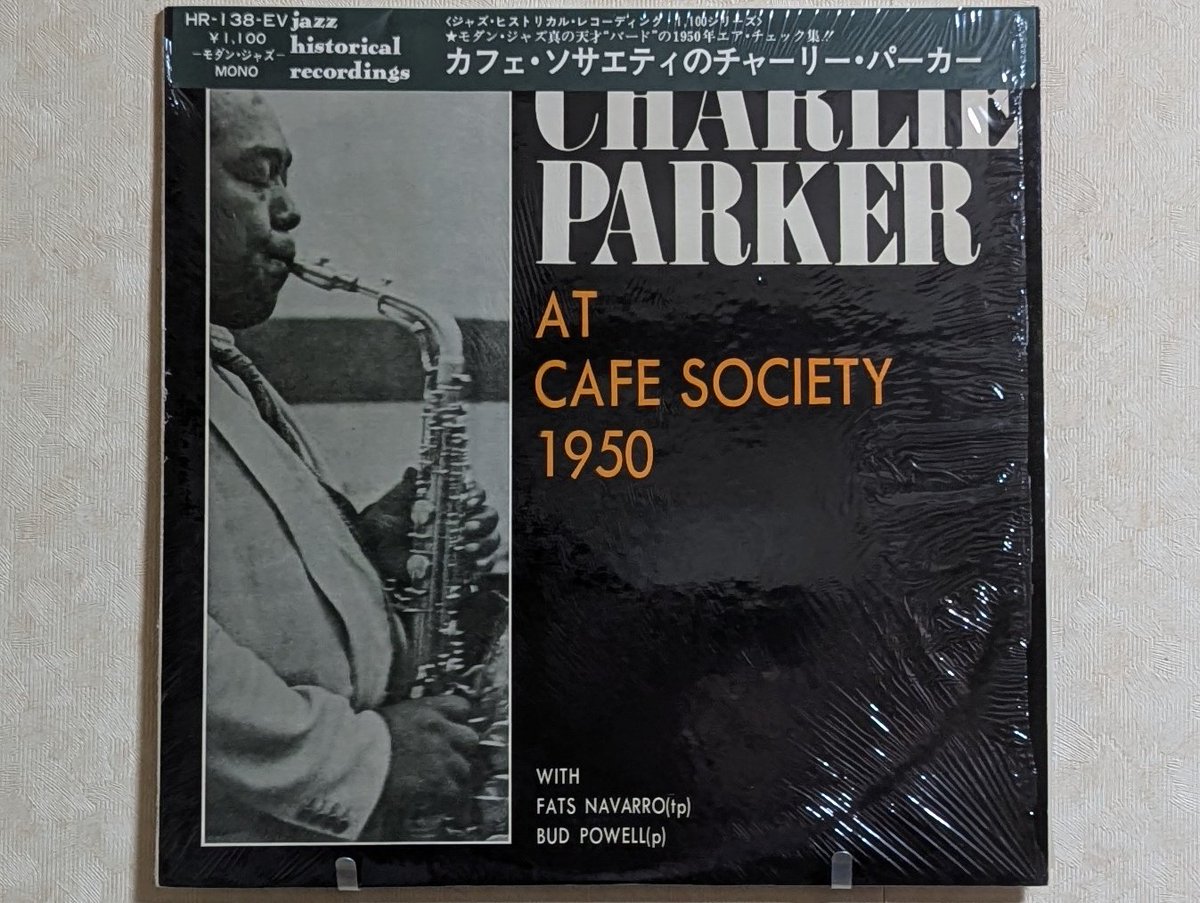 HR-138-EV
¥1,100
—モダン・ジャズ—
MONO
jazz
historical
recordings
〈ジャズ・ヒストリカル・レコーディング・1,100シリーズ〉
★モダン・ジャズ真の天才“バード”の1950年エア・チェック集!!
カフェ・ソサエティのチャーリー・パーカー
CHARLIE
PARKER
AT
CAFE SOCIETY
1950
WITH
FATS NAVARRO(tp)
BUD POWELL(p)